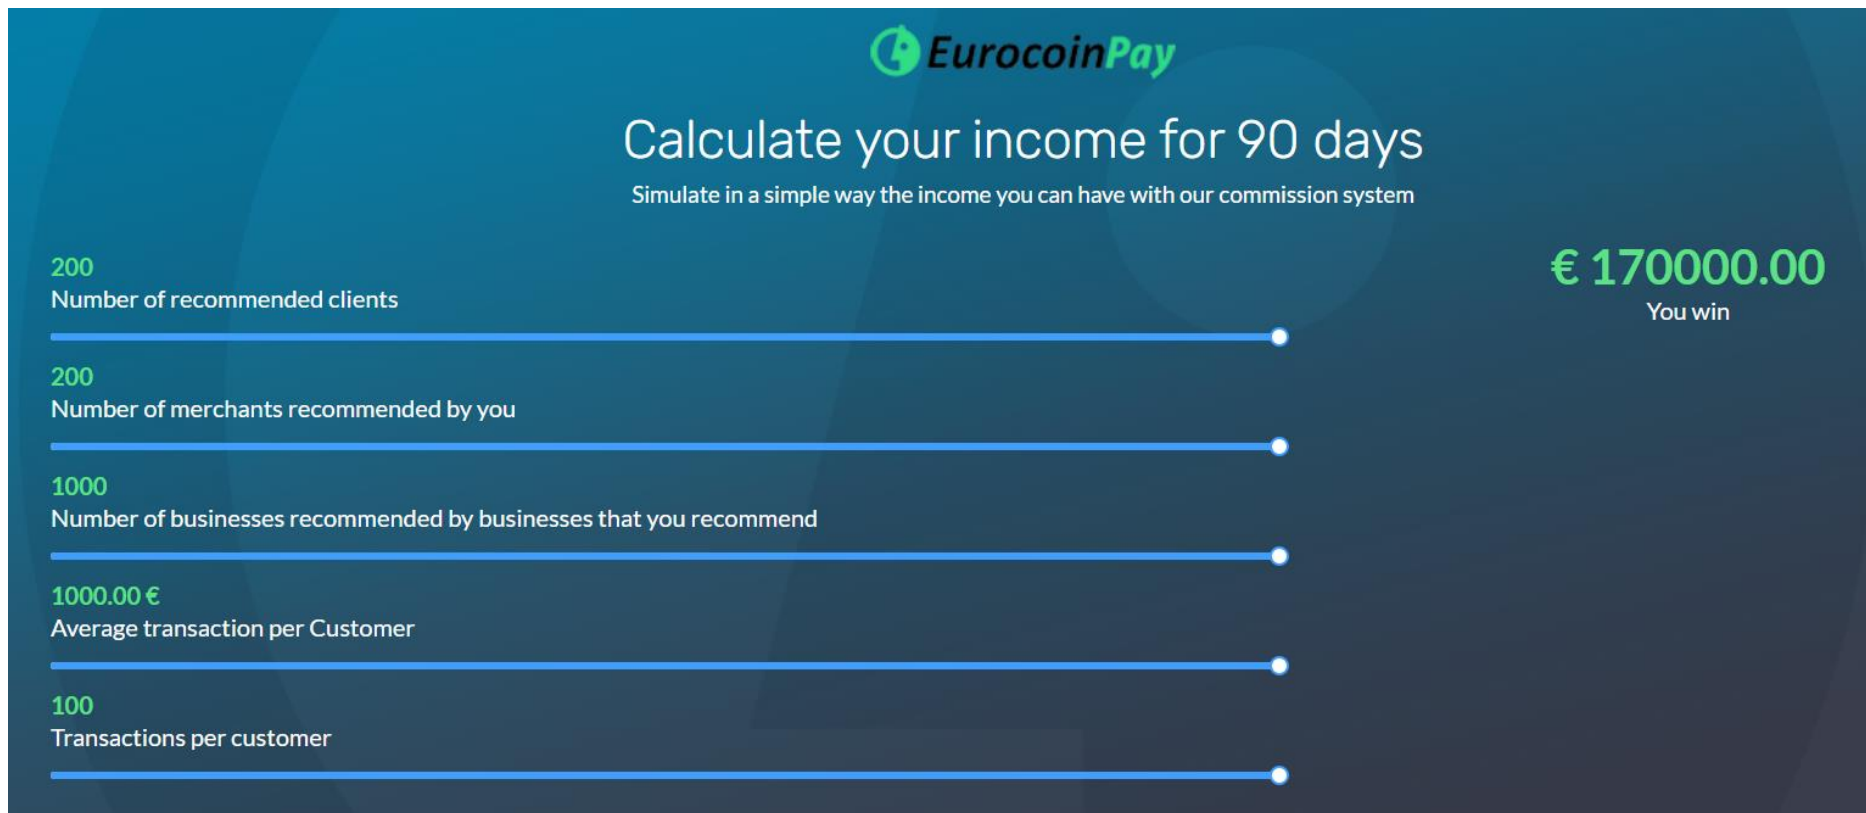 EurocoinPay
Calculate your income for 90 days
Simulate in a simple way the income you can have with our commission system
200
Number of recommended clients
€ 170000.00
You win
200
Number of merchants recommended by you
1000
Number of businesses recommended by businesses that you recommend
1000.00 €
Average transaction per Customer
100
Transactions per customer